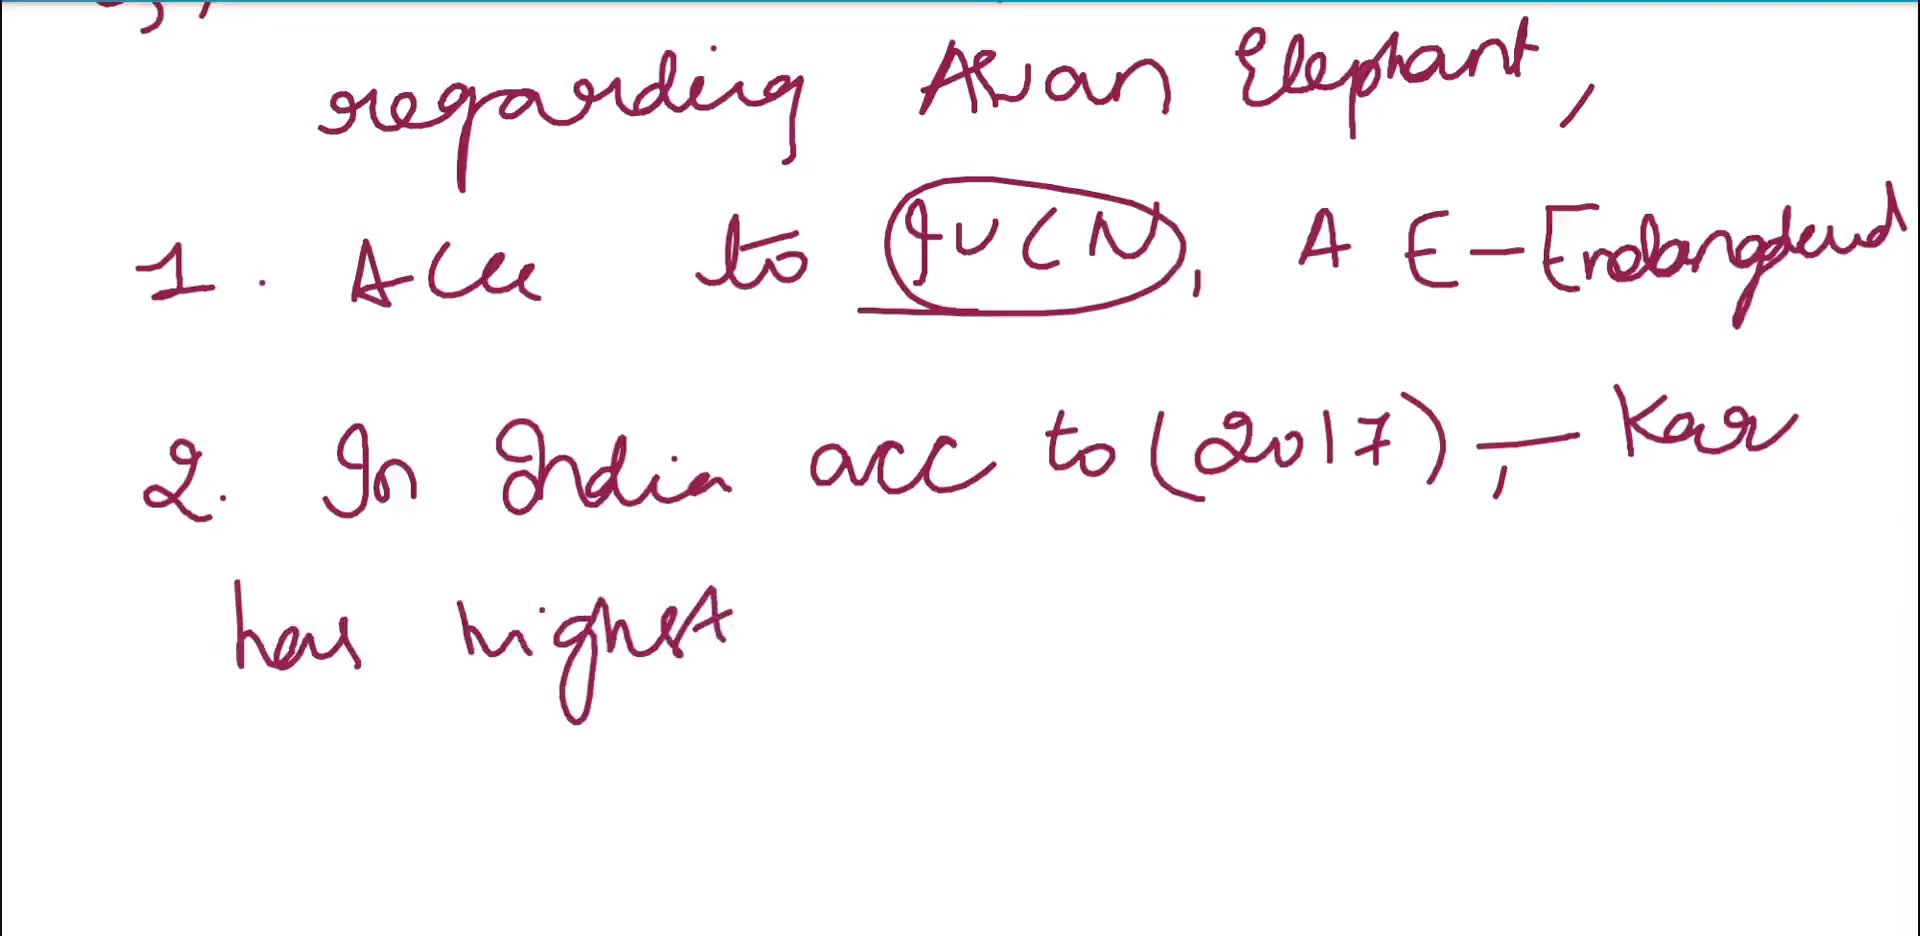 regarding Asian Elephant,
1. Acc to IUCN, A E - Endangered
2. In India acc to (2017), - Kar
has highest